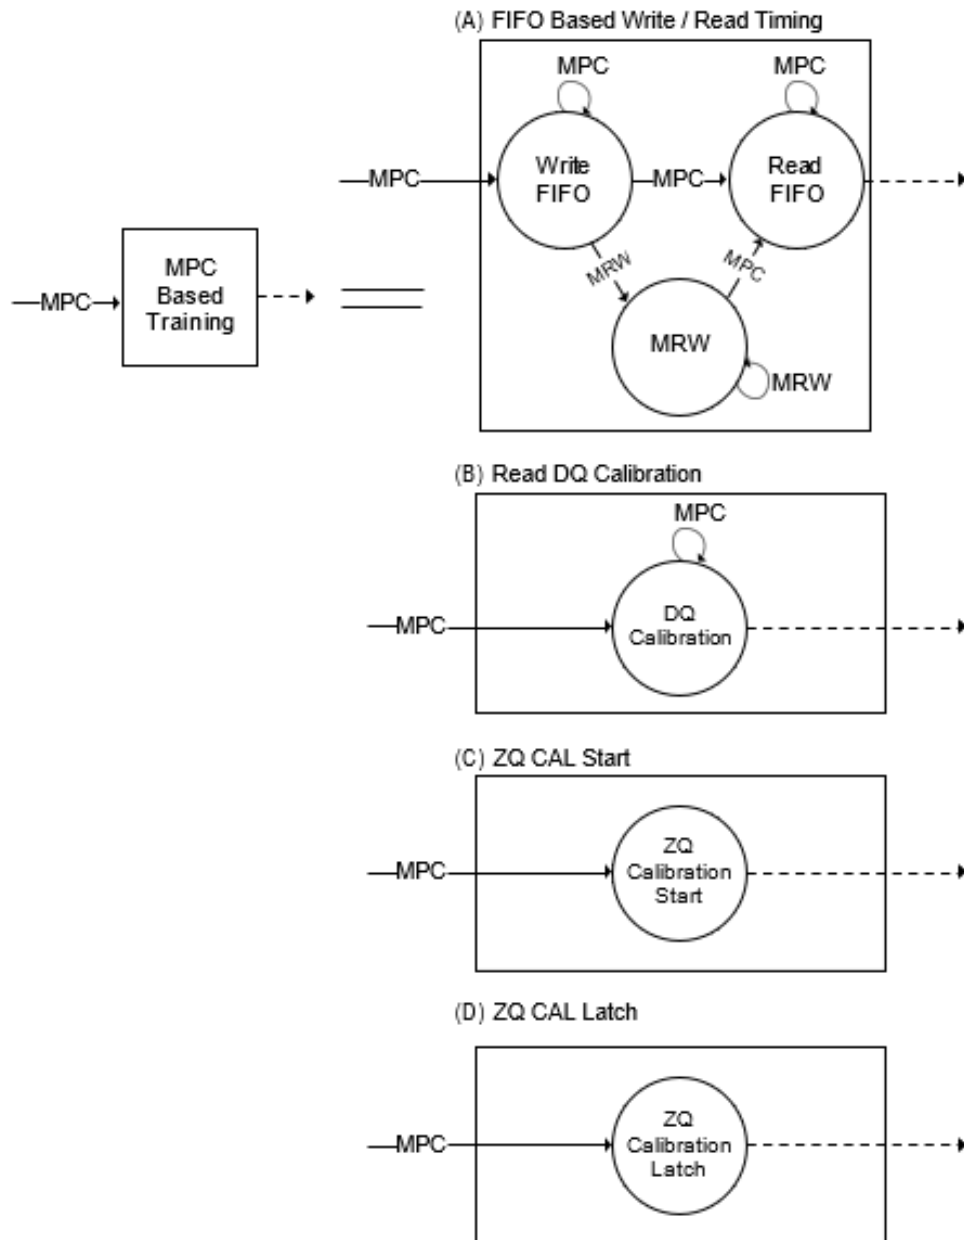 (A) FIFO Based Write / Read Timing
MPC
MPC
MPC
Write
FIFO
MPC
Read
FIFO
MRW
MPC
MPC
MPC
Based
Training
MRW
MRW
(B) Read DQ Calibration
MPC
MPC
DQ
Calibration
(C) ZQ CAL Start
MPC
ZQ
Calibration
Start
(D) ZQ CAL Latch
MPC
ZQ
Calibration
Latch